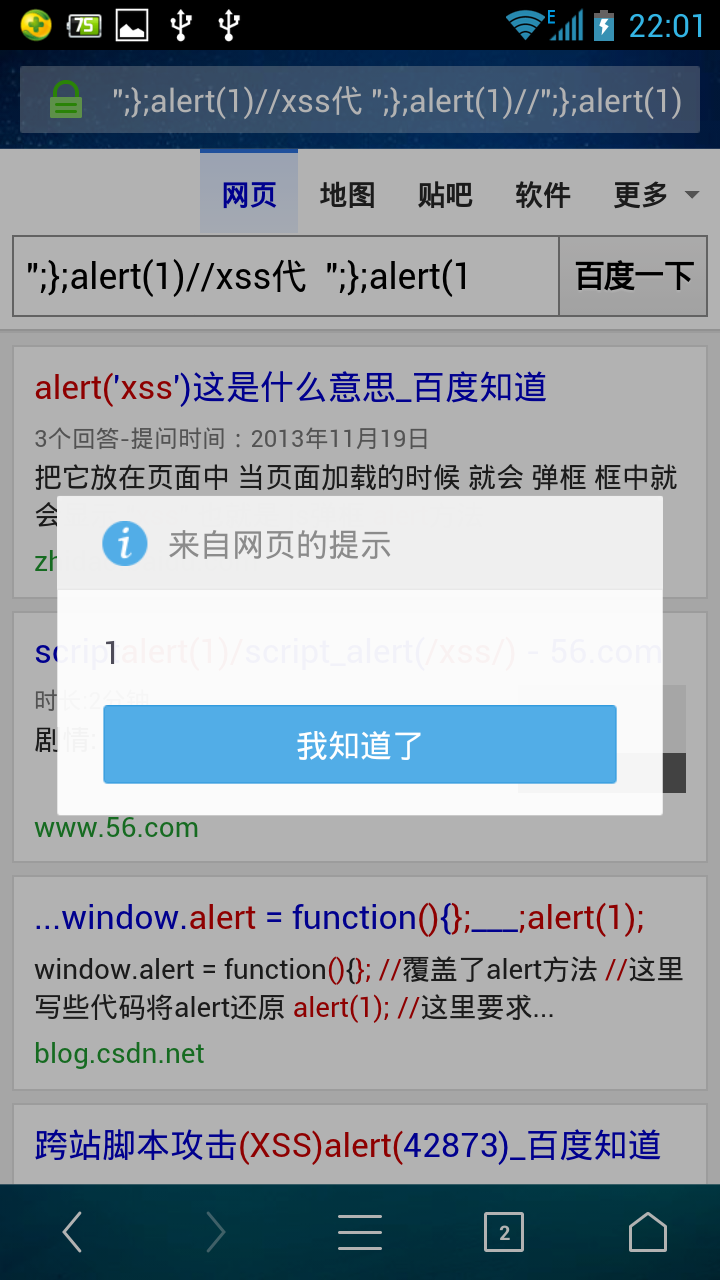 75
E
22:01
";};alert(1)//xss代 ";};alert(1)//";};alert(1)
网页 地图 贴吧 软件 更多
";};alert(1)//xss代 ";};alert(1
百度一下
alert('xss')这是什么意思_百度知道
3个回答-提问时间：2013年11月19日
把它放在页面中 当页面加载的时候 就会 弹框 框中就
会
zh
来自网页的提示
1
我知道了
scriptalert(1)/script_alert(/xss/) - 56.com
时长:2分钟
剧情:
www.56.com
...window.alert = function(){};___;alert(1);
window.alert = function(){}; //覆盖了alert方法 //这里
写些代码将alert还原 alert(1); //这里要求...
blog.csdn.net
跨站脚本攻击(XSS)alert(42873)_百度知道
2